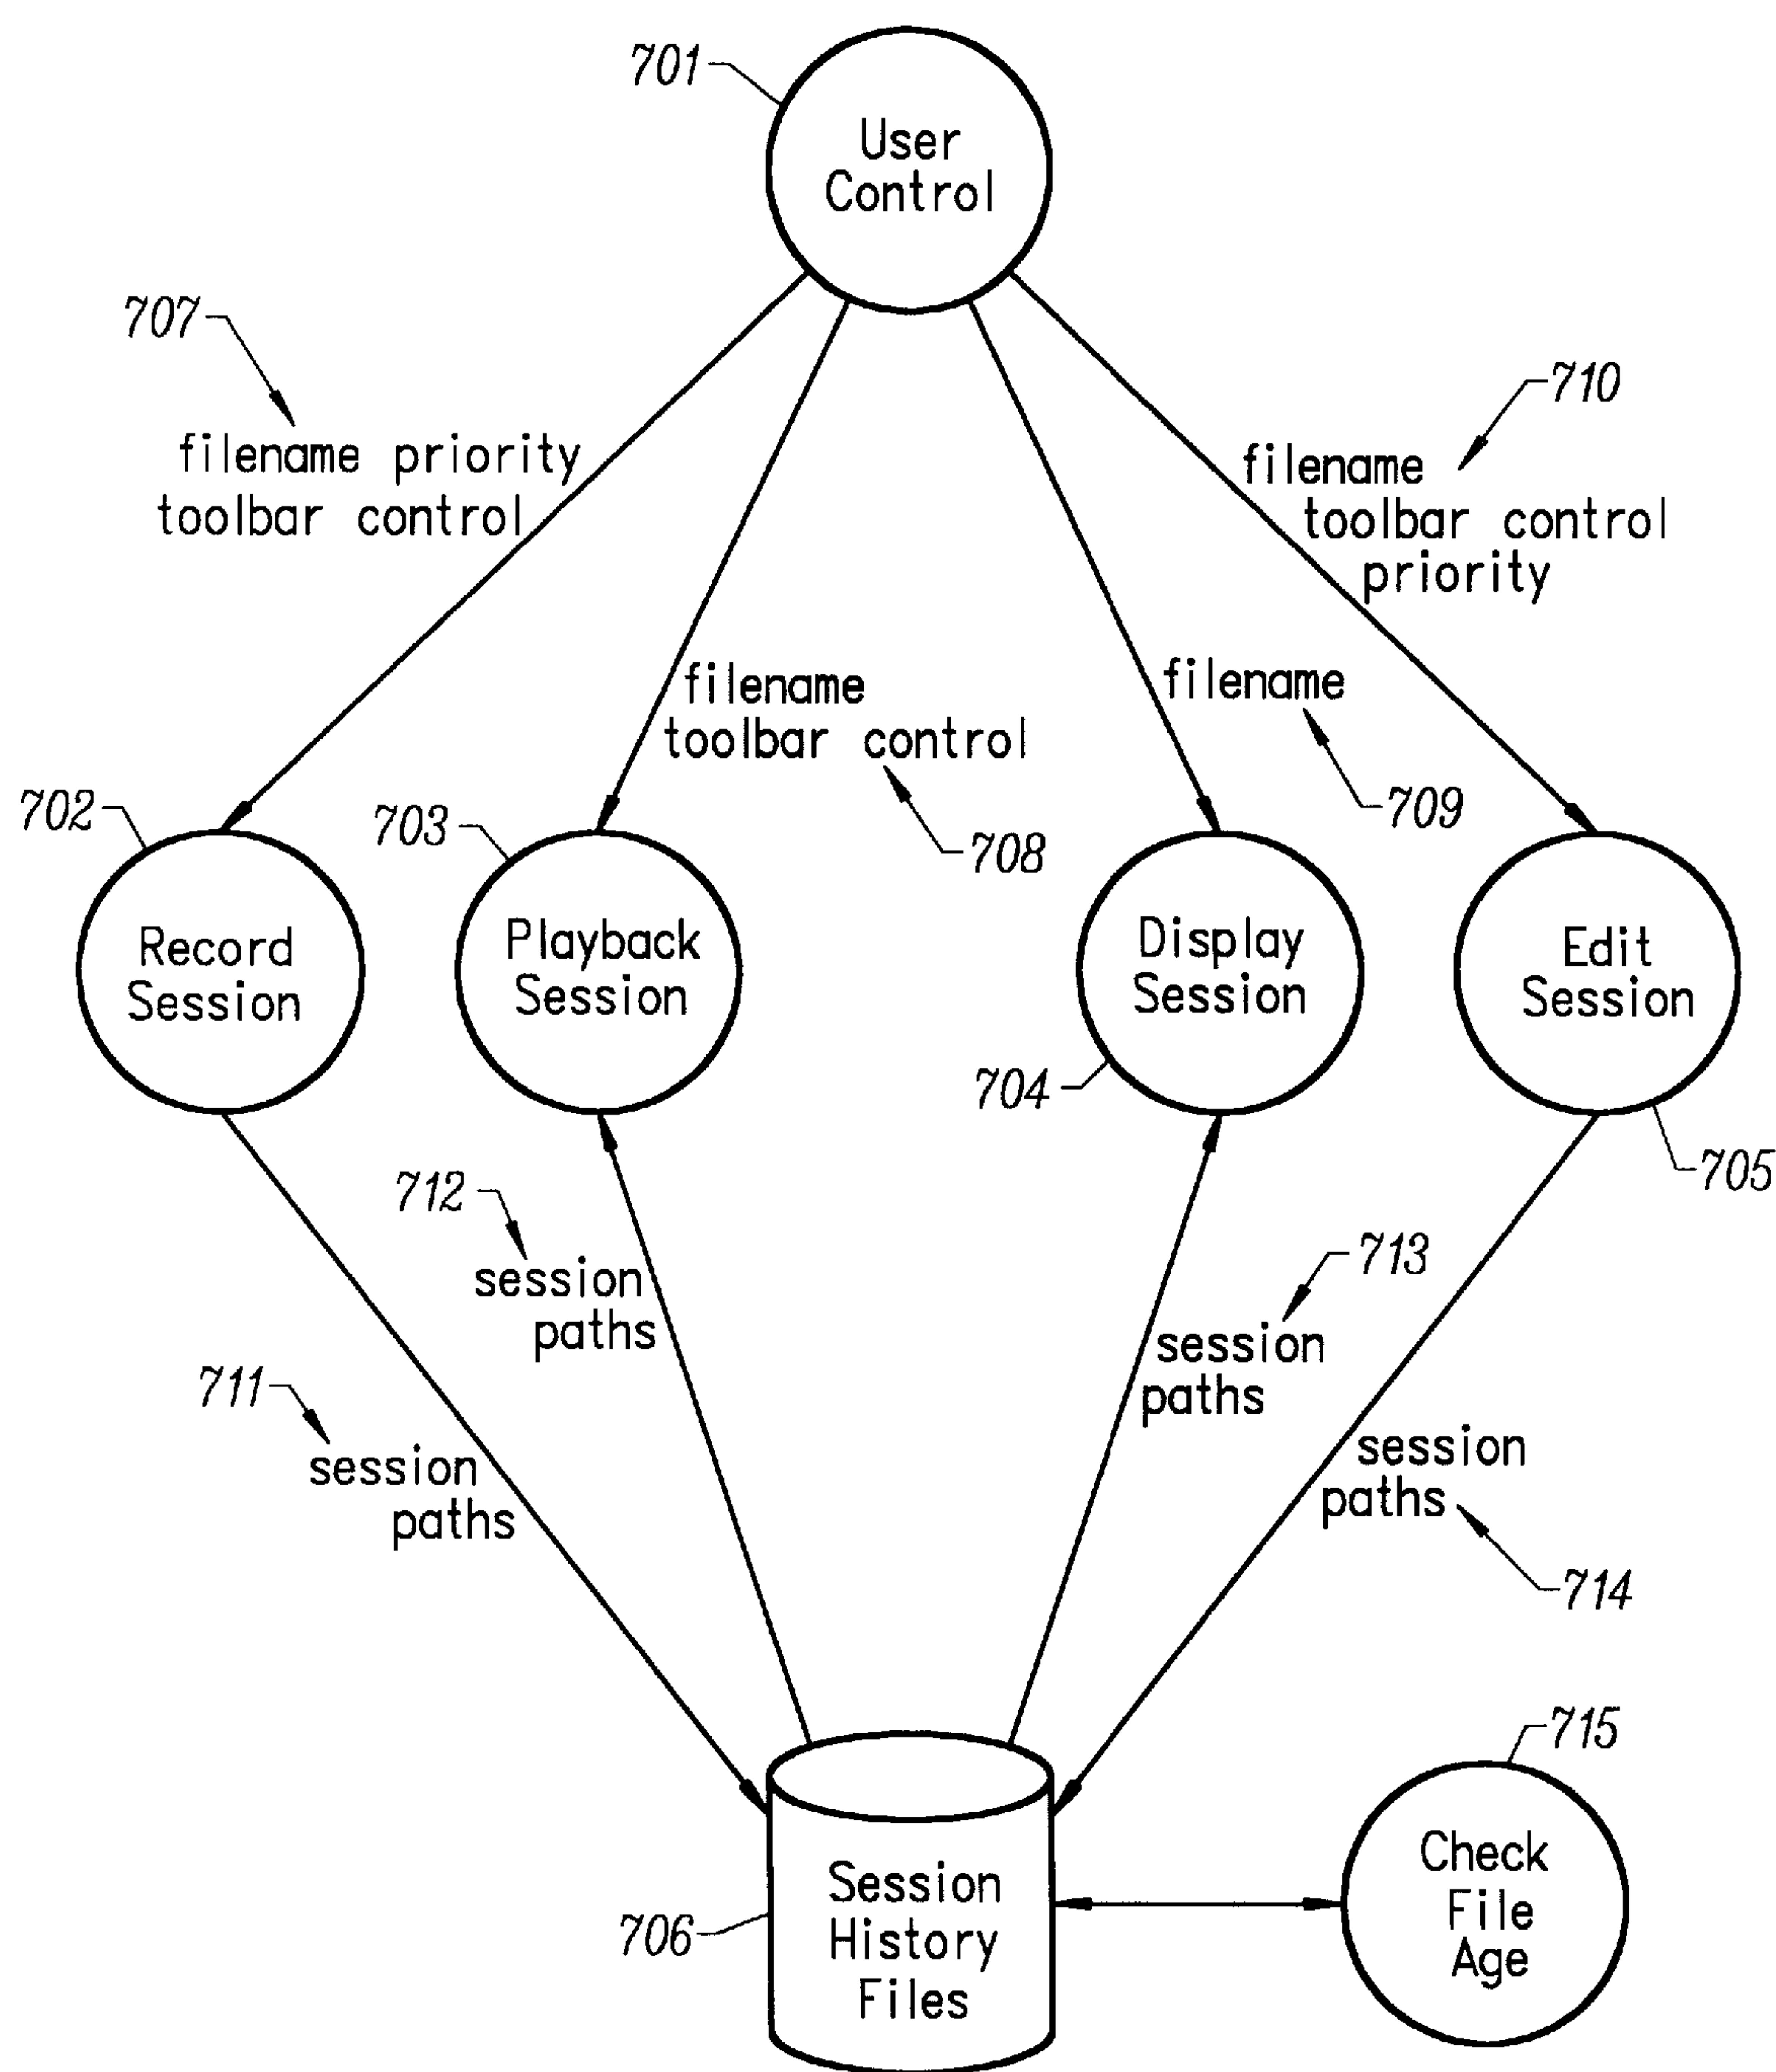 701
User
Control
707
filename priority
toolbar control
710
filename
toolbar control
priority
filename
toolbar control
708
filename
709
702
Record
Session
703
Playback
Session
Display
Session
704
Edit
Session
705
712
session
paths
713
session
paths
711
session
paths
session
paths
714
706
Session
History
Files
715
Check
File
Age